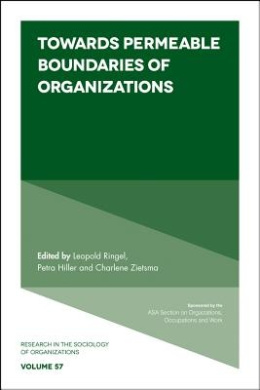 TOWARDS PERMEABLE
BOUNDARIES OF
ORGANIZATIONS
Edited by Leopold Ringel,
Petra Hiller and Charlene Zietsma
Sponsored by the
ASA Section on Organizations,
Occupations and Work
RESEARCH IN THE SOCIOLOGY
OF ORGANIZATIONS
VOLUME 57